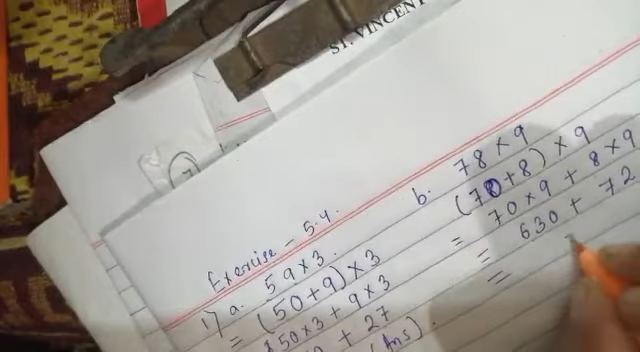 ST. VINCENT
Exercise - 5.4.
1) a. 59 × 3.
= (50+9) × 3
= 50×3 + 9×3
+ 27
(Ans).
b. 78 × 9
(70+8) × 9
= 70×9 + 8×9
= 630 + 72
=